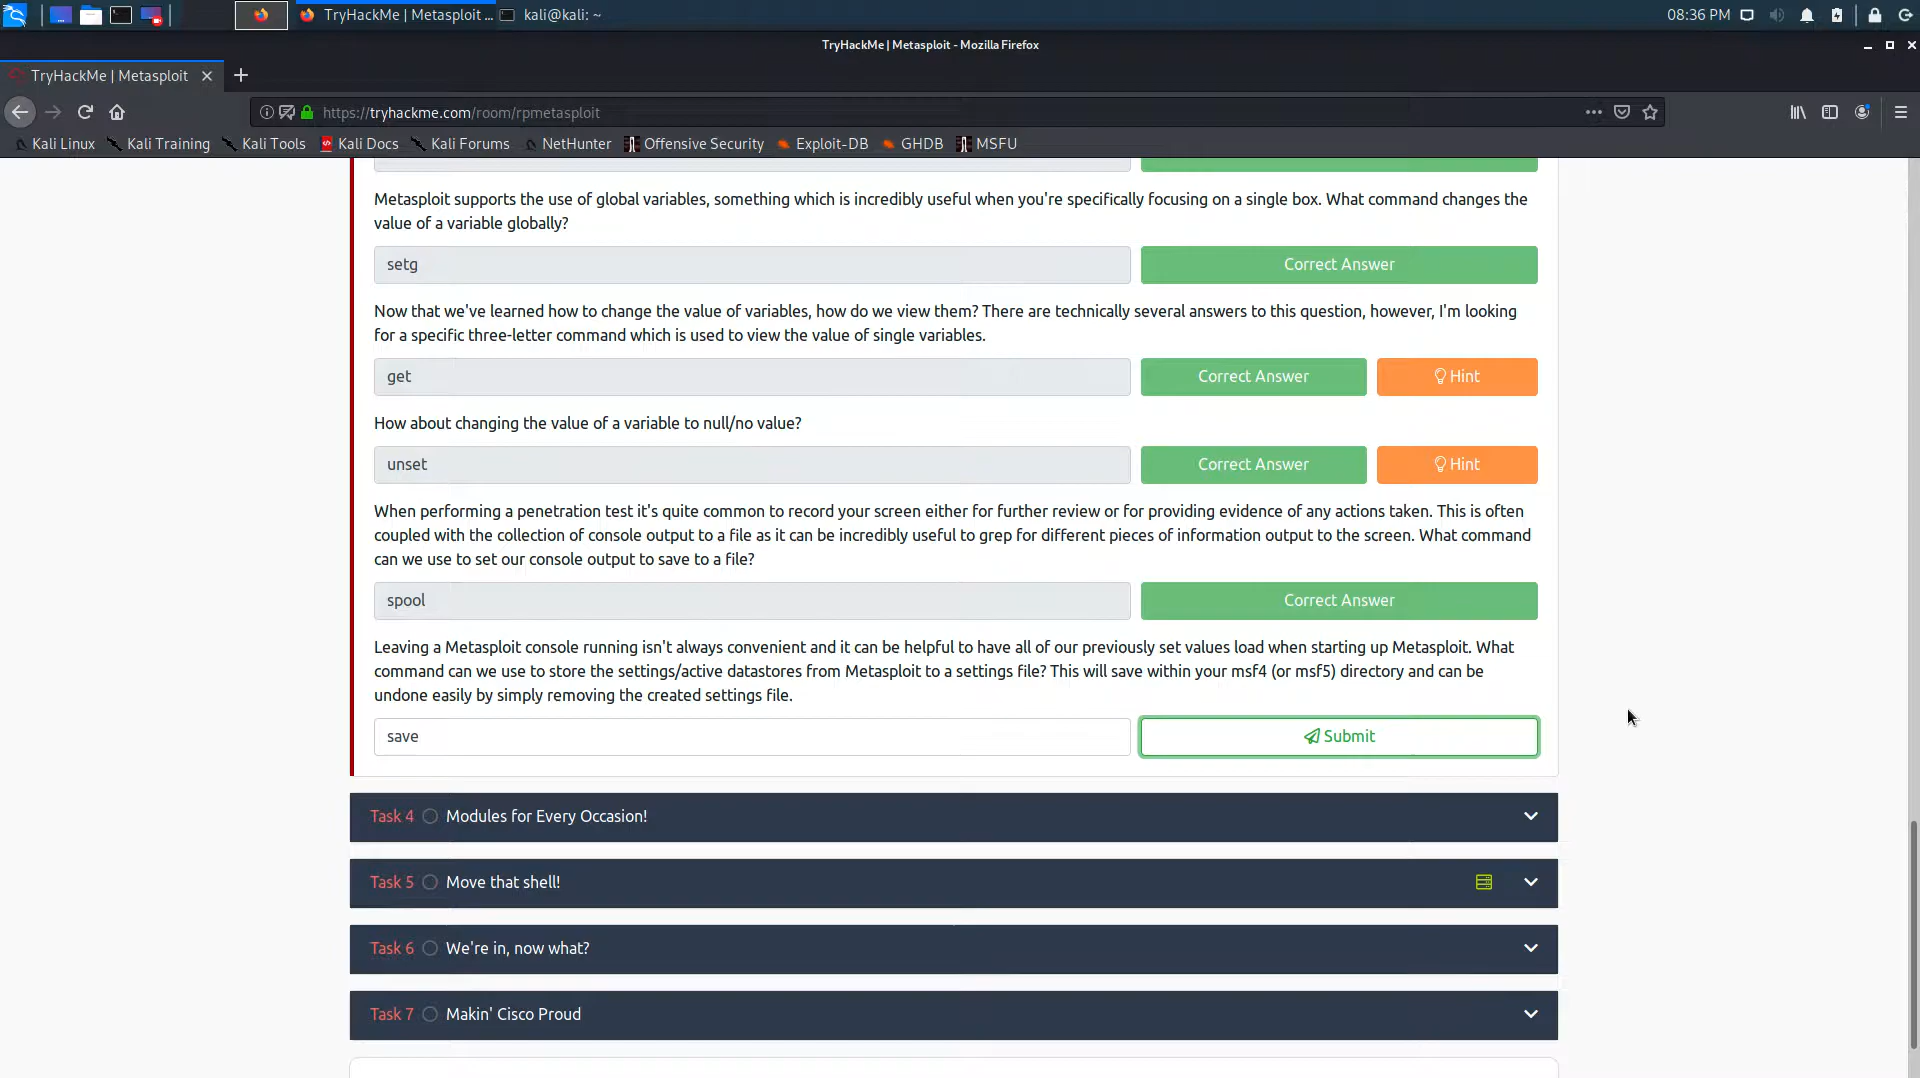 TryHackMe | Metasploit ...
kali@kali: ~
08:36 PM
TryHackMe | Metasploit - Mozilla Firefox
TryHackMe | Metasploit
https://tryhackme.com/room/rpmetasploit
Kali Linux Kali Training Kali Tools Kali Docs Kali Forums NetHunter Offensive Security Exploit-DB GHDB MSFU
Metasploit supports the use of global variables, something which is incredibly useful when you're specifically focusing on a single box. What command changes the
value of a variable globally?
setg Correct Answer
Now that we've learned how to change the value of variables, how do we view them? There are technically several answers to this question, however, I'm looking
for a specific three-letter command which is used to view the value of single variables.
get Correct Answer Hint
How about changing the value of a variable to null/no value?
unset Correct Answer Hint
When performing a penetration test it's quite common to record your screen either for further review or for providing evidence of any actions taken. This is often
coupled with the collection of console output to a file as it can be incredibly useful to grep for different pieces of information output to the screen. What command
can we use to set our console output to save to a file?
spool Correct Answer
Leaving a Metasploit console running isn't always convenient and it can be helpful to have all of our previously set values load when starting up Metasploit. What
command can we use to store the settings/active datastores from Metasploit to a settings file? This will save within your msf4 (or msf5) directory and can be
undone easily by simply removing the created settings file.
save Submit
Task 4 Modules for Every Occasion!
Task 5 Move that shell!
Task 6 We're in, now what?
Task 7 Makin' Cisco Proud